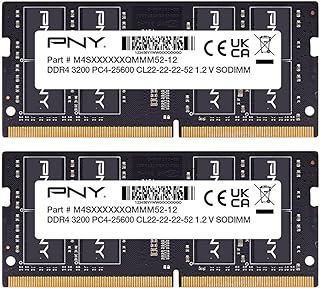 PNY
Part # M4SXXXXXXQMMM52-12
DDR4 3200 PC4-25600 CL22-22-22-52 1.2 V SODIMM
CE UK CA
PNY
Part # M4SXXXXXXQMMM52-12
DDR4 3200 PC4-25600 CL22-22-22-52 1.2 V SODIMM
CE UK CA